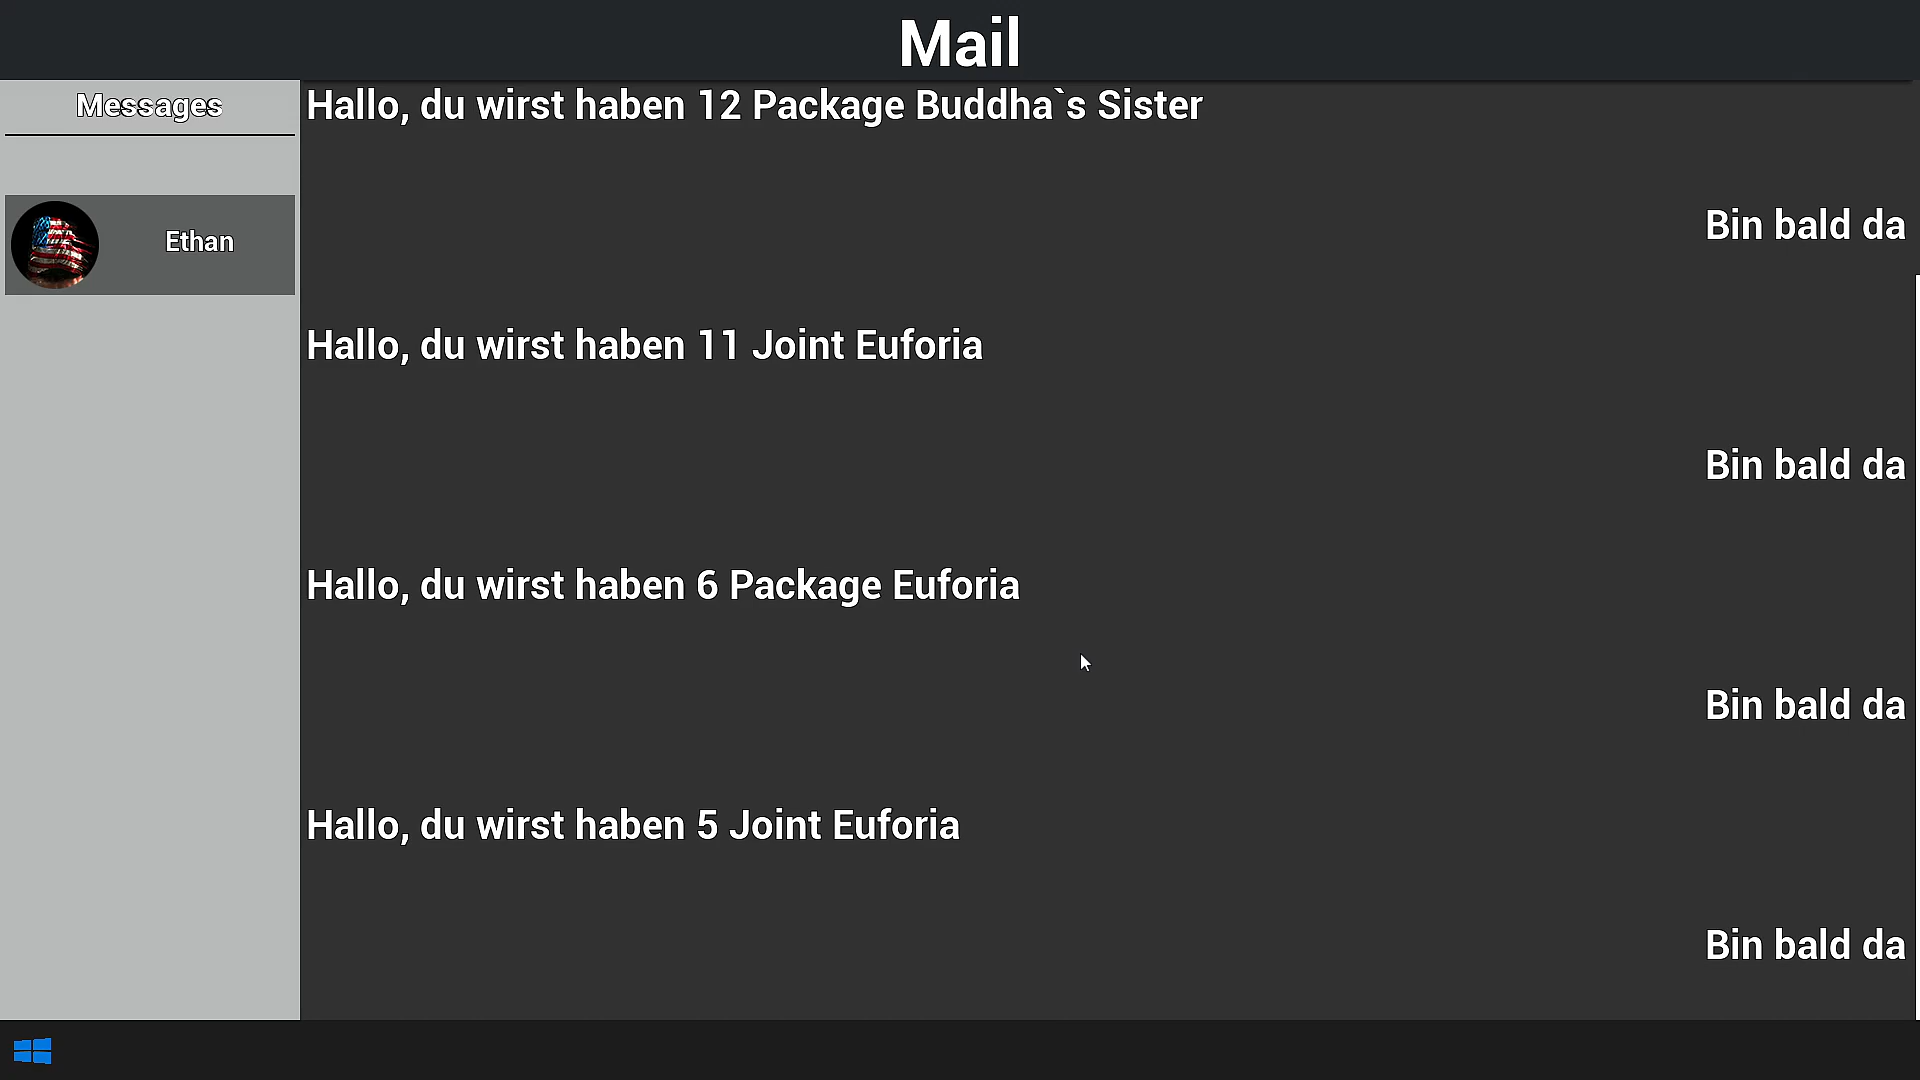 Mail
Messages
Ethan
Hallo, du wirst haben 12 Package Buddha`s Sister
Bin bald da
Hallo, du wirst haben 11 Joint Euforia
Bin bald da
Hallo, du wirst haben 6 Package Euforia
Bin bald da
Hallo, du wirst haben 5 Joint Euforia
Bin bald da